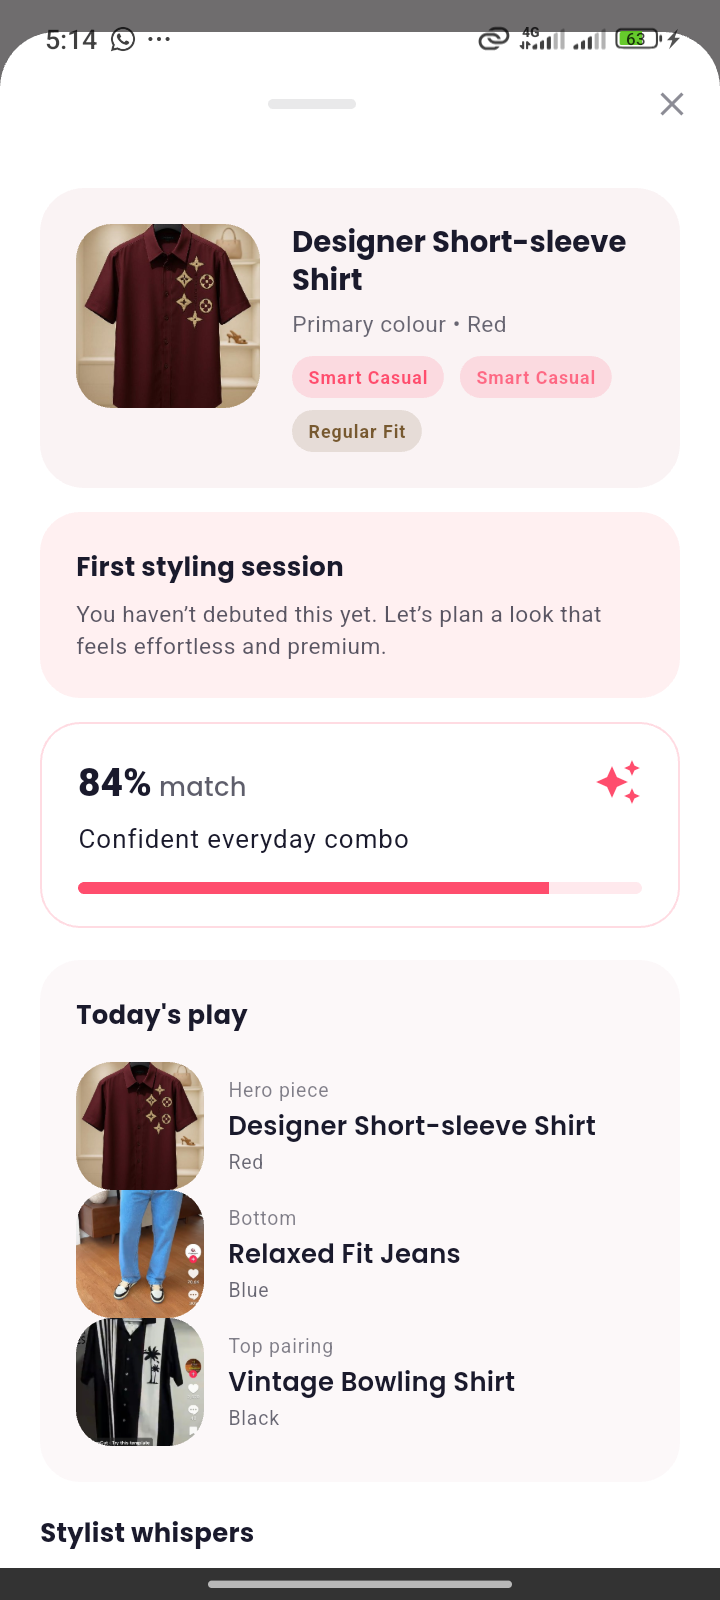 5:14
4G
63
Designer Short-sleeve
Shirt
Primary colour • Red
Smart Casual
Smart Casual
Regular Fit
First styling session
You haven’t debuted this yet. Let’s plan a look that
feels effortless and premium.
84% match
Confident everyday combo
Today's play
Hero piece
Designer Short-sleeve Shirt
Red
Bottom
Relaxed Fit Jeans
Blue
Top pairing
Vintage Bowling Shirt
Black
Stylist whispers